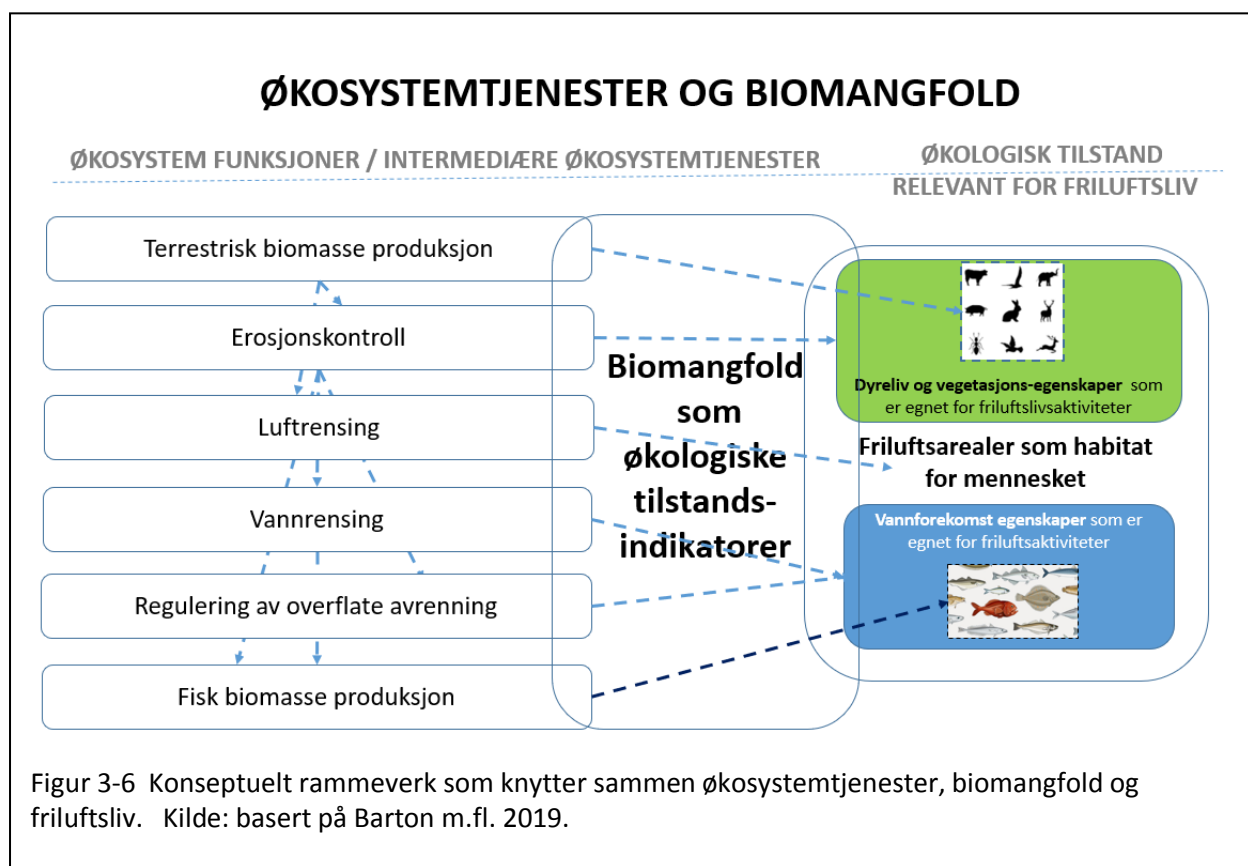 ØKOSYSTEMTJENESTER OG BIOMANGFOLD
ØKOSYSTEM FUNKSJONER / INTERMEDIÆRE ØKOSYSTEMTJENESTER
ØKOLOGISK TILSTAND
RELEVANT FOR FRILUFTSLIV
Terrestrisk biomasse produksjon
Erosjonskontroll
Luftrensing
Vannrensing
Regulering av overflate avrenning
Fisk biomasse produksjon
Biomangfold
som
økologiske
tilstands-
indikatorer
Dyreliv og vegetasjons-egenskaper som
er egnet for friluftslivsaktiviteter
Friluftsarealer som habitat
for mennesket
Vannforekomst egenskaper som er
egnet for friluftsaktiviteter
Figur 3-6 Konseptuelt rammeverk som knytter sammen økosystemtjenester, biomangfold og
friluftsliv. Kilde: basert på Barton m.fl. 2019.